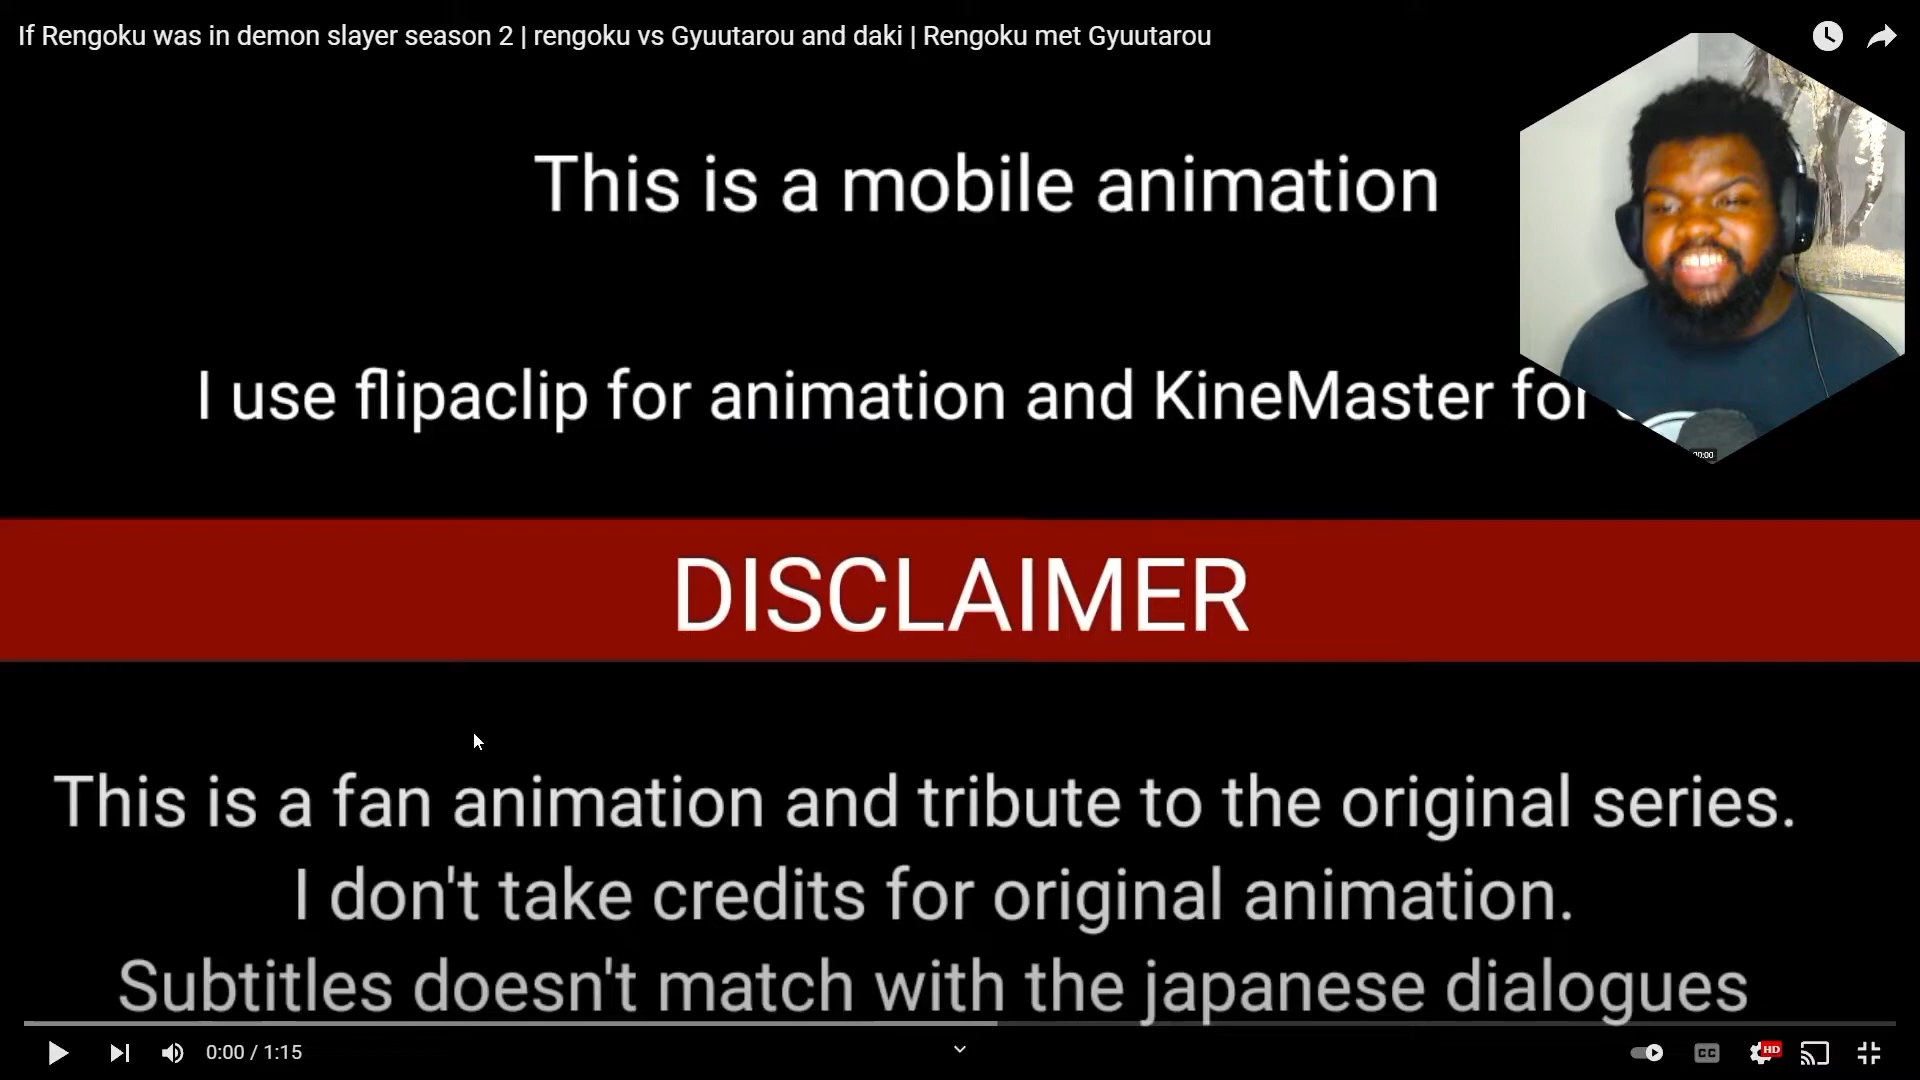 If Rengoku was in demon slayer season 2 | rengoku vs Gyuutarou and daki | Rengoku met Gyuutarou
This is a mobile animation
I use flipaclip for animation and KineMaster for
DISCLAIMER
This is a fan animation and tribute to the original series.
I don't take credits for original animation.
Subtitles doesn't match with the japanese dialogues
0:00 / 1:15
CC
HD